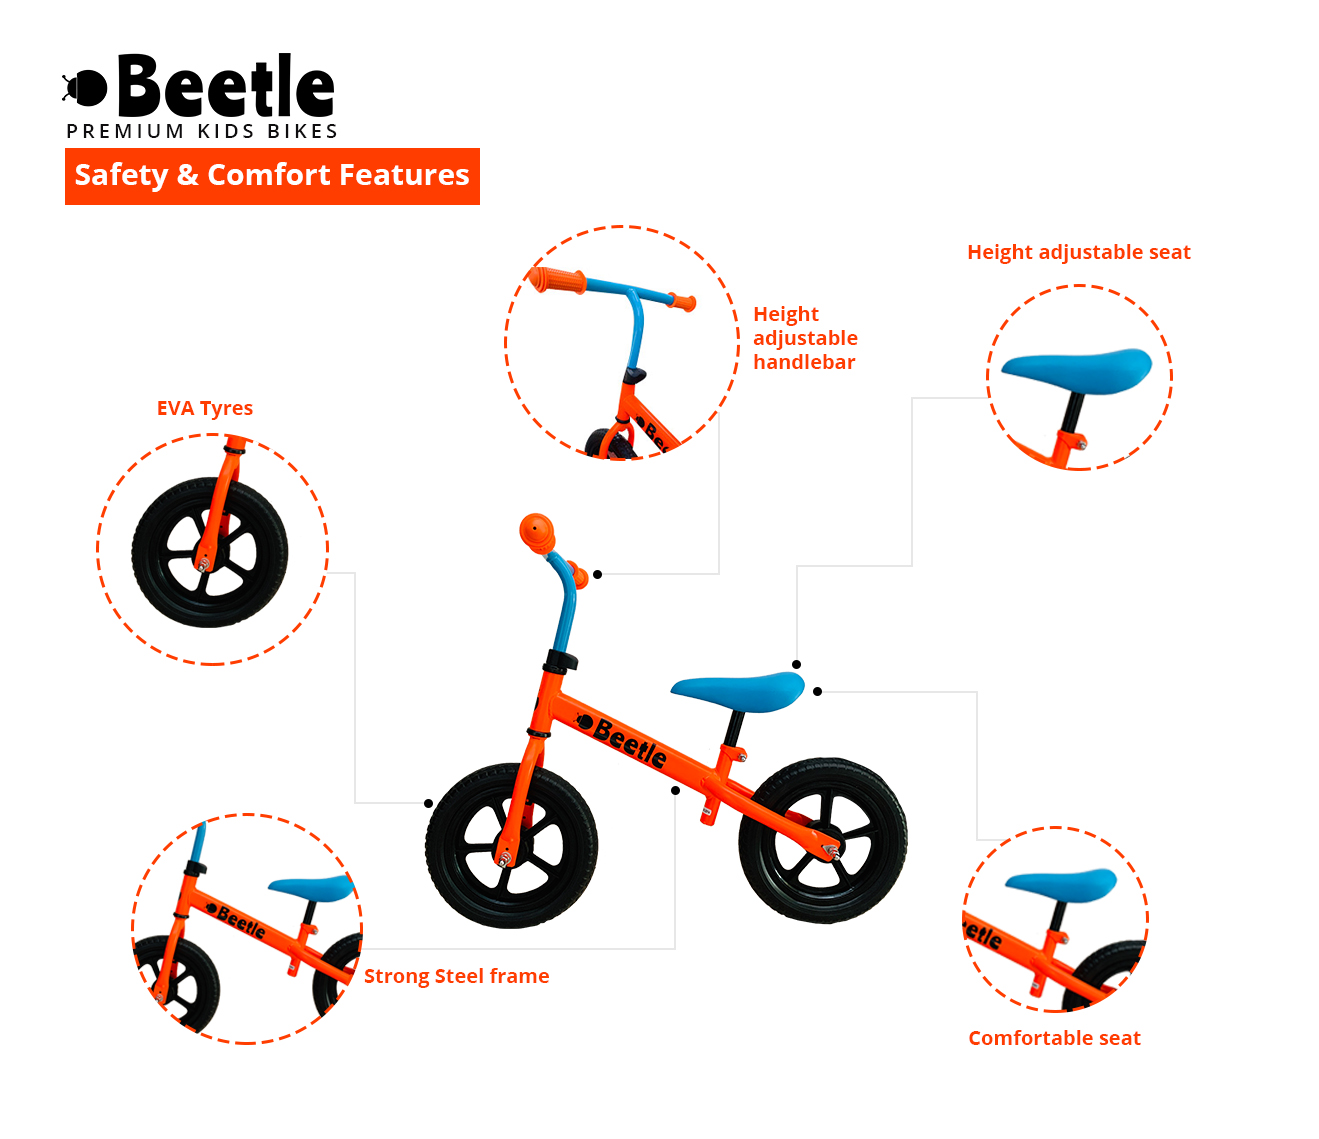 Beetle
PREMIUM KIDS BIKES
Safety & Comfort Features
Height adjustable seat
Height
adjustable
handlebar
EVA Tyres
Bee
Beetle
Beetle
Strong Steel frame
etle
Comfortable seat